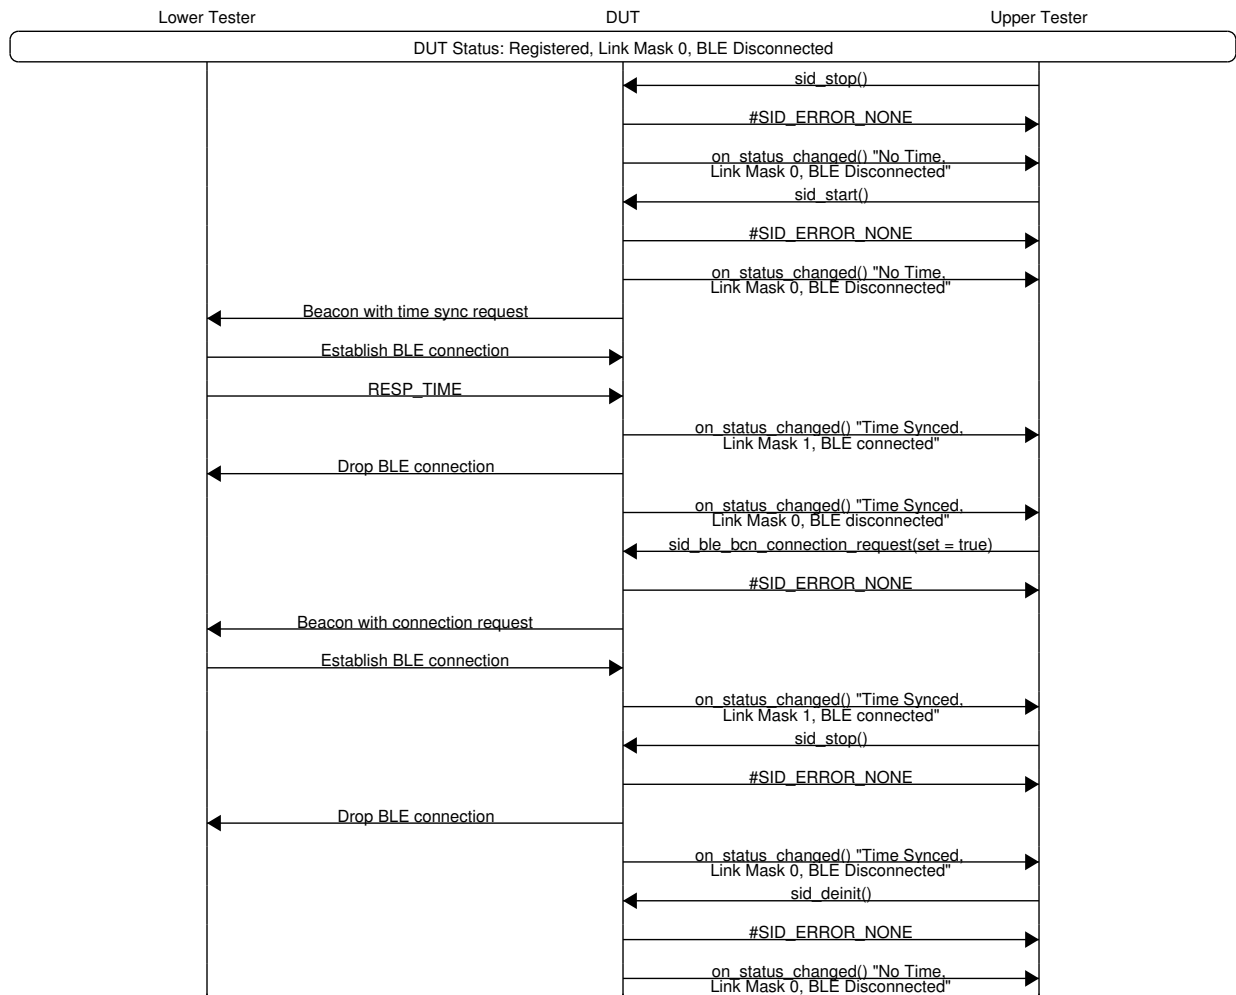 Lower Tester DUT Upper Tester
DUT Status: Registered, Link Mask 0, BLE Disconnected
sid_stop()
#SID_ERROR_NONE
on_status_changed() "No Time,
Link Mask 0, BLE Disconnected"
sid_start()
#SID_ERROR_NONE
on_status_changed() "No Time,
Link Mask 0, BLE Disconnected"
Beacon with time sync request
Establish BLE connection
RESP_TIME
on_status_changed() "Time Synced,
Link Mask 1, BLE connected"
Drop BLE connection
on_status_changed() "Time Synced,
Link Mask 0, BLE disconnected"
sid_ble_bcn_connection_request(set = true)
#SID_ERROR_NONE
Beacon with connection request
Establish BLE connection
on_status_changed() "Time Synced,
Link Mask 1, BLE connected"
sid_stop()
#SID_ERROR_NONE
Drop BLE connection
on_status_changed() "Time Synced,
Link Mask 0, BLE Disconnected"
sid_deinit()
#SID_ERROR_NONE
on_status_changed() "No Time,
Link Mask 0, BLE Disconnected"